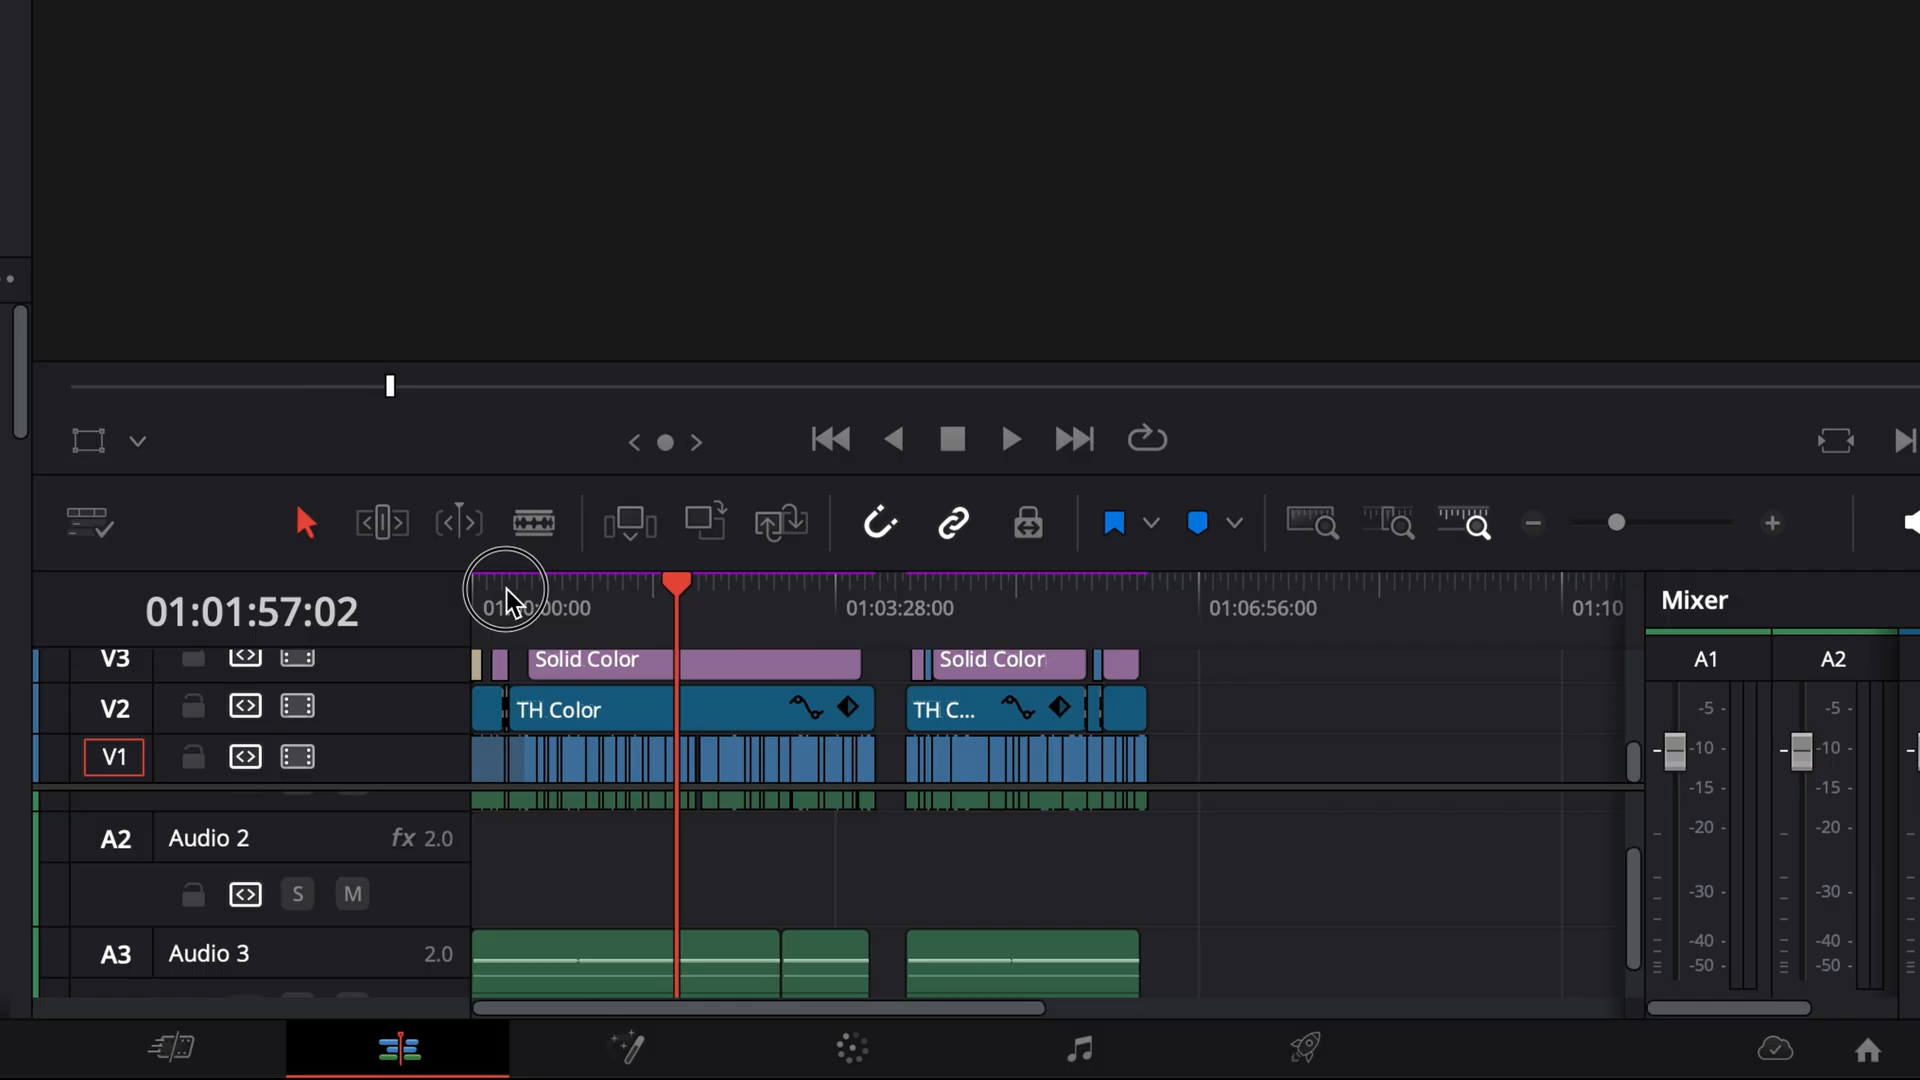 01:01:57:02
01:03:28:00
01:06:56:00
01:10
Mixer
V3
Solid Color
Solid Color
A1
A2
V2
TH Color
TH C...
-5
-5
V1
-10
-10
-15
-15
A2
Audio 2
fx 2.0
-20
-20
S
M
-30
-30
A3
Audio 3
2.0
-40
-40
-50
-50